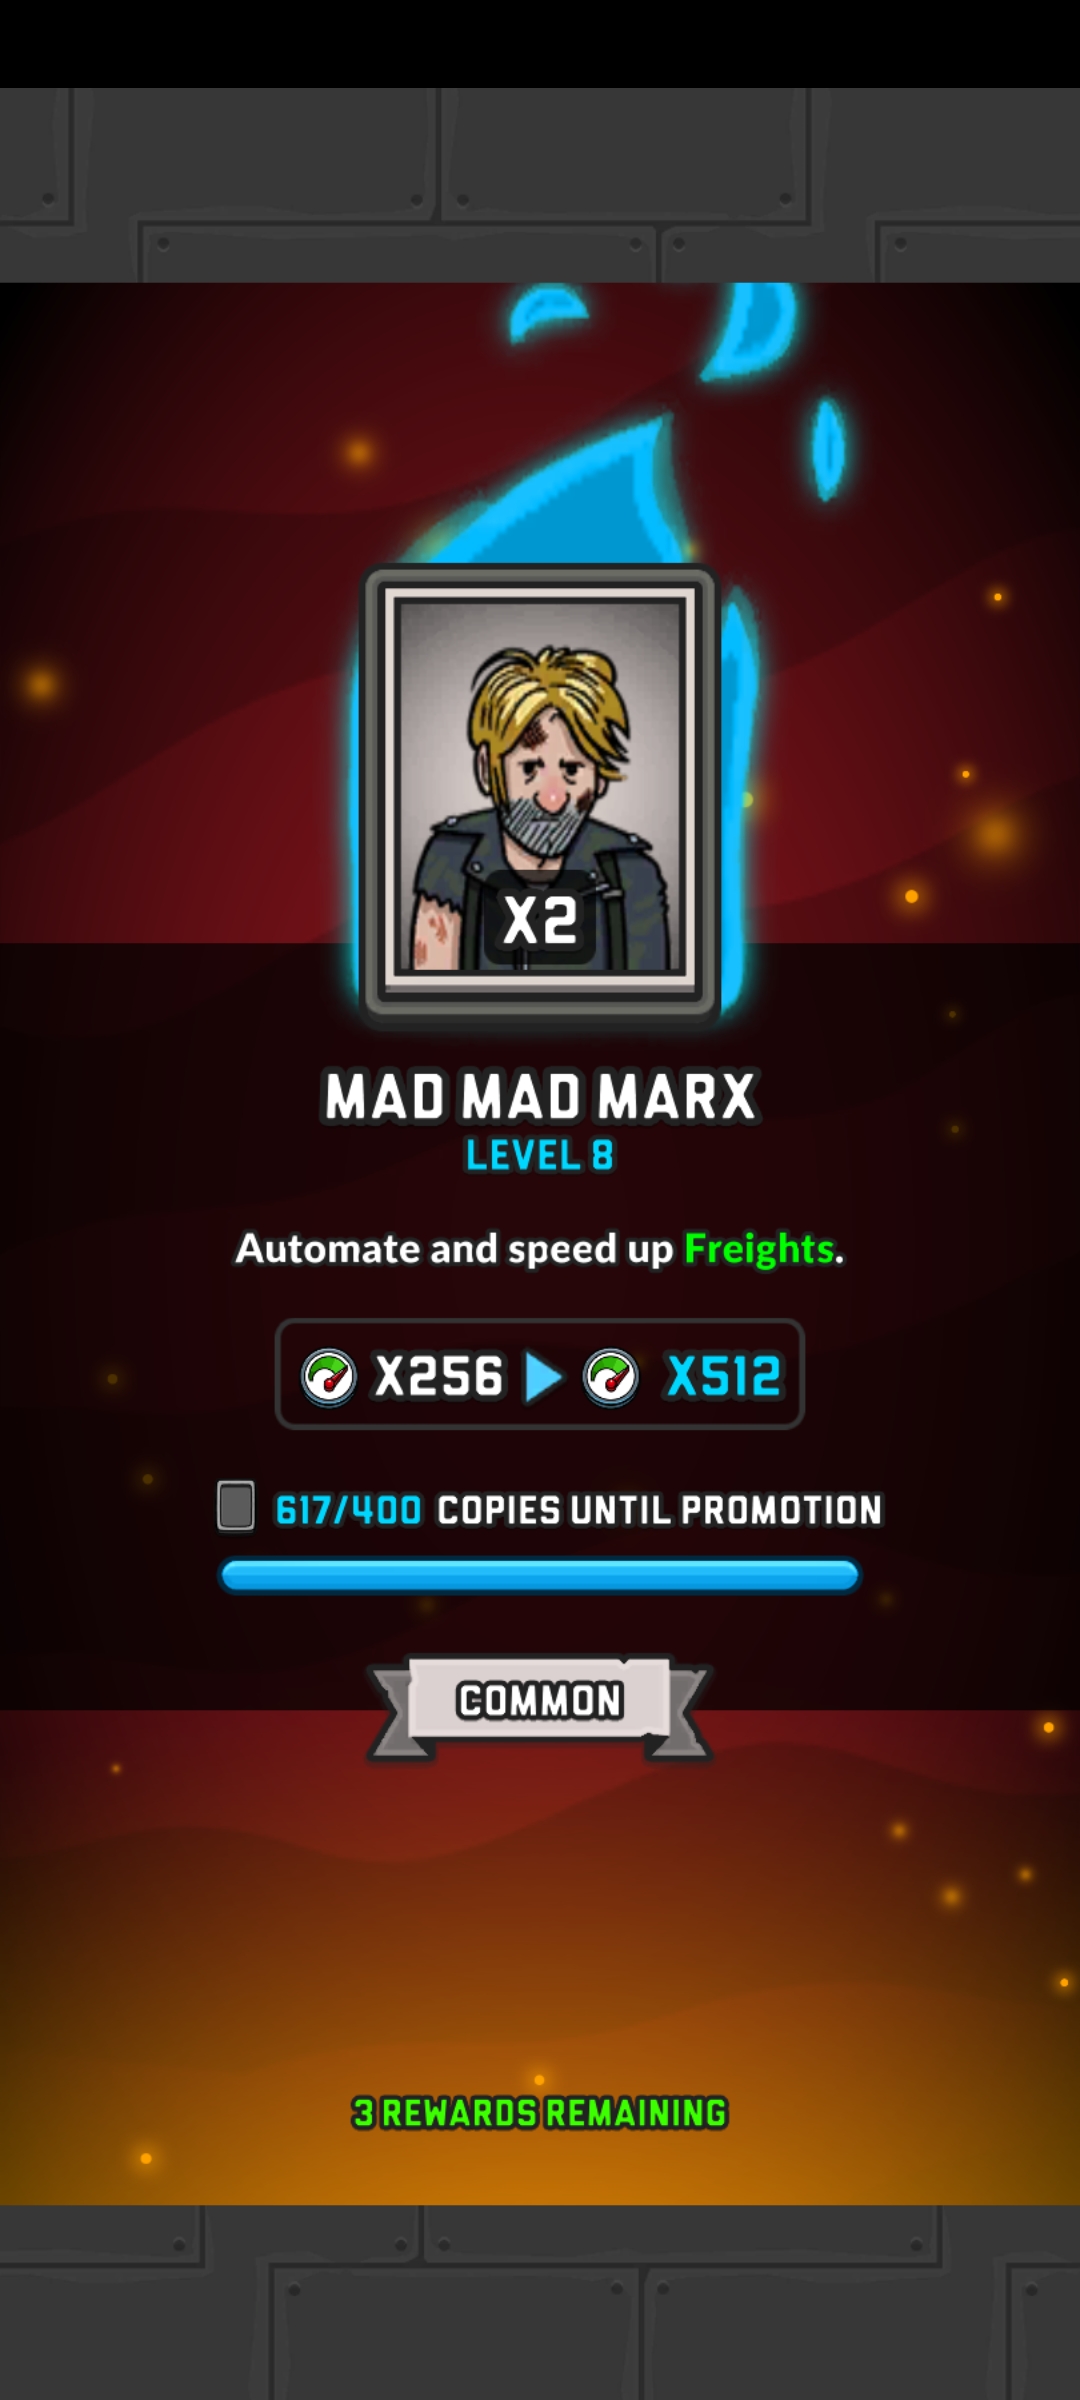 X2
MAD MAD MARX
LEVEL 8
Automate and speed up Freights.
X256 X512
617/400 COPIES UNTIL PROMOTION
COMMON
3 REWARDS REMAINING